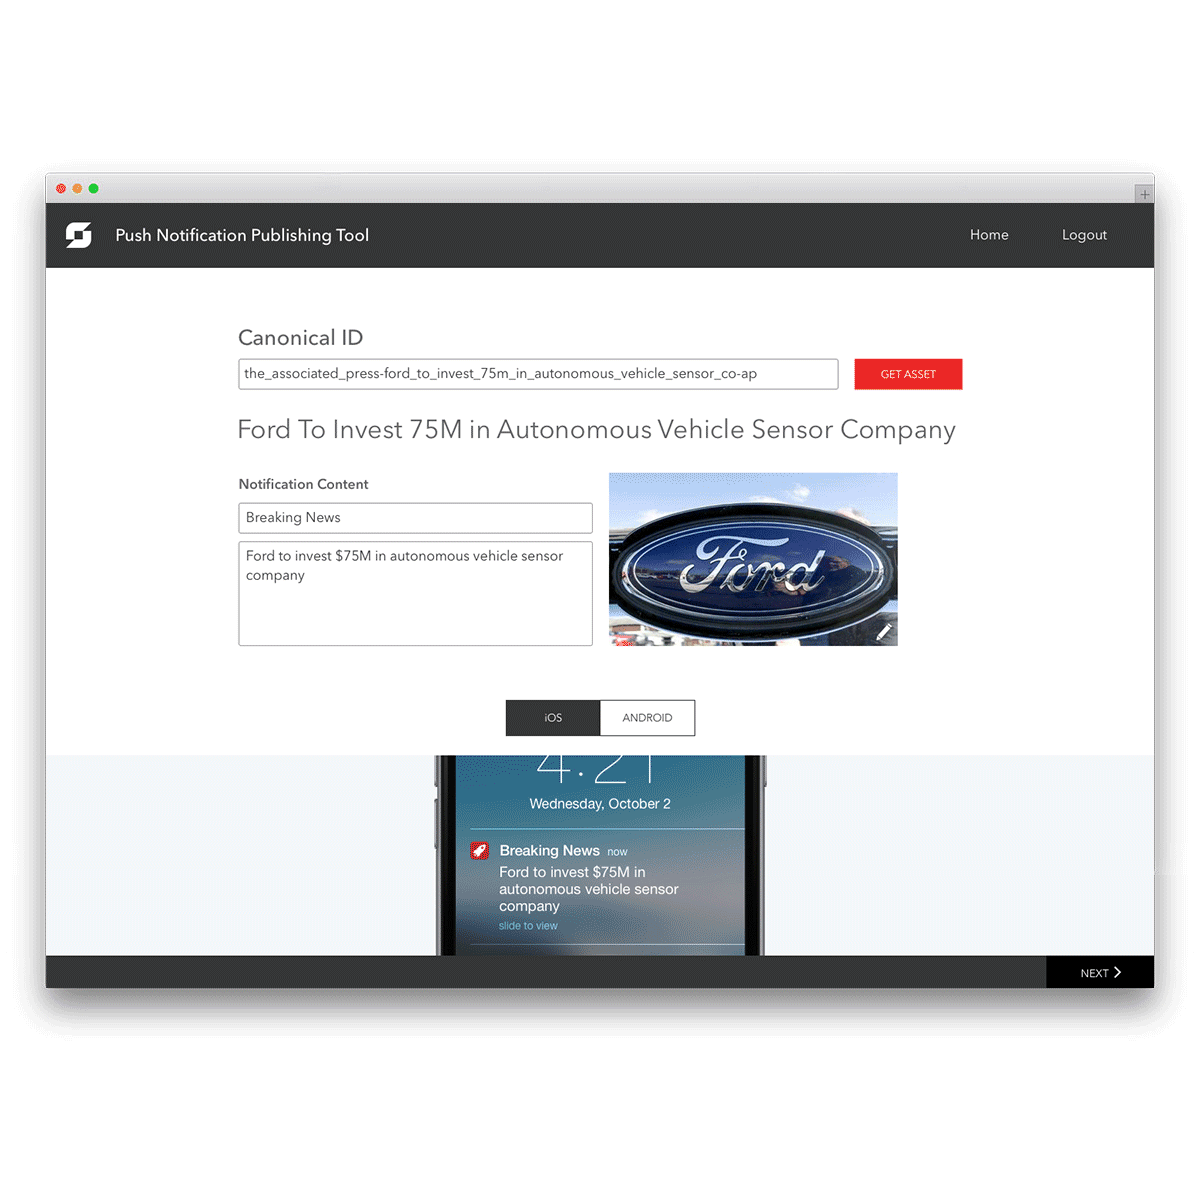 Push Notification Publishing Tool
Home
Logout
Canonical ID
the_associated_press-ford_to_invest_75m_in_autonomous_vehicle_sensor_co-ap
GET ASSET
Ford To Invest 75M in Autonomous Vehicle Sensor Company
Notification Content
Breaking News
Ford to invest $75M in autonomous vehicle sensor
company
Ford
iOS
ANDROID
4:21
Wednesday, October 2
Breaking News now
Ford to invest $75M in
autonomous vehicle sensor
company
slide to view
NEXT